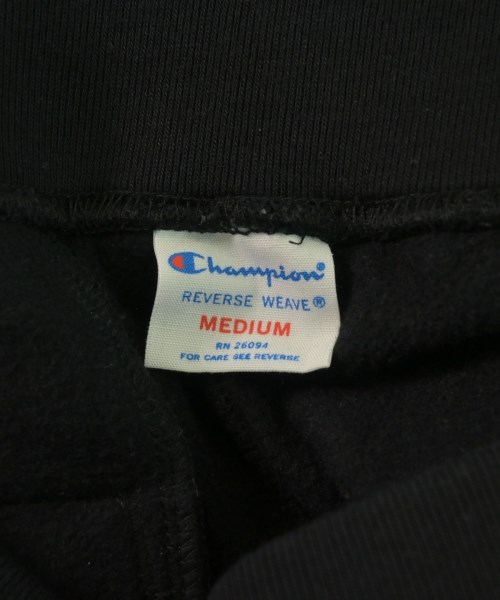 Champion®
REVERSE WEAVE®
MEDIUM
RN 26094
FOR CARE SEE REVERSE